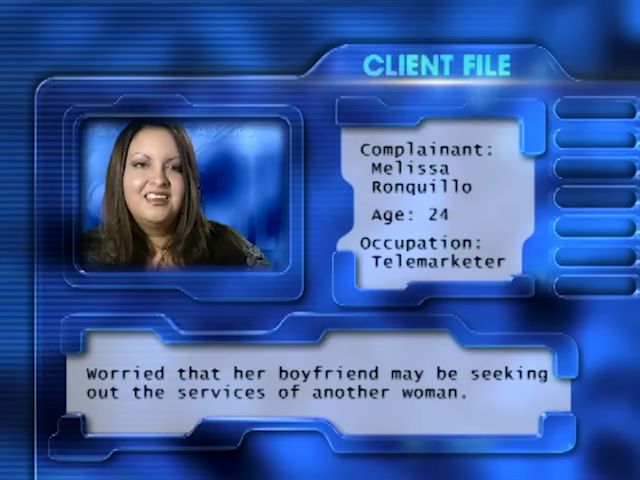 CLIENT FILE
Complainant:
Melissa
Ronquillo
Age: 24
Occupation:
Telemarketer
Worried that her boyfriend may be seeking
out the services of another woman.